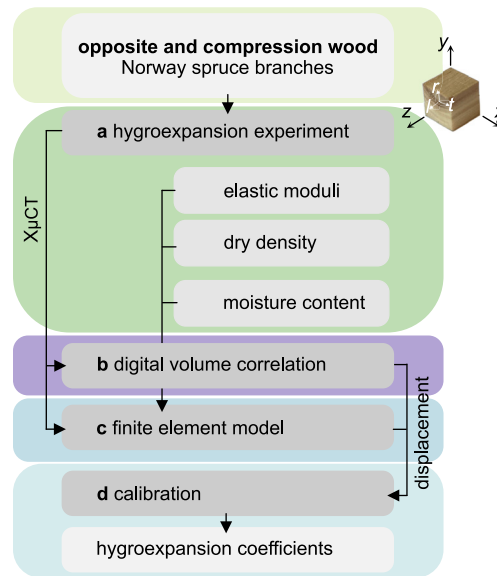 opposite and compression wood
Norway spruce branches
y
r
l
t
z
a hygroexpansion experiment
XµCT
elastic moduli
dry density
moisture content
b digital volume correlation
c finite element model
displacement
d calibration
hygroexpansion coefficients